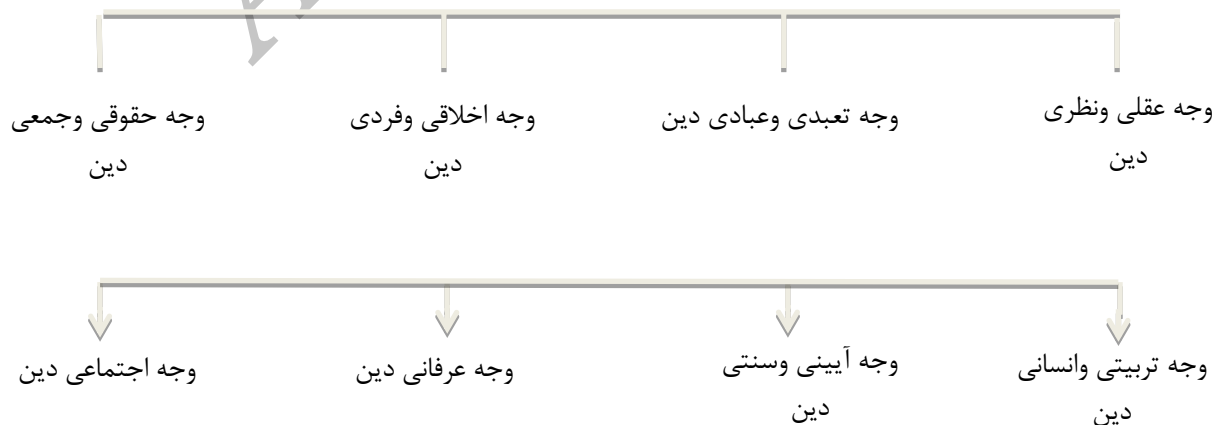 وجه عقلی ونظری
دین
وجه تعبدی وعبادی دین
وجه اخلاقی وفردی
دین
وجه حقوقی وجمعی
دین
وجه تربیتی وانسانی
دین
وجه آیینی وسنتی
دین
وجه عرفانی دین
وجه اجتماعی دین